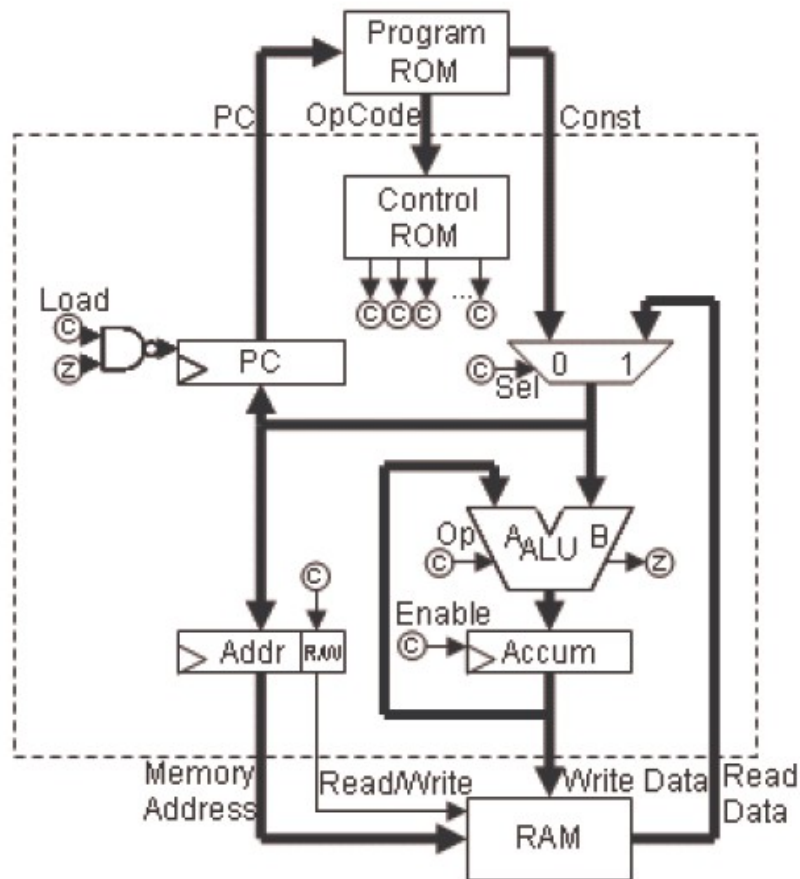 Program
ROM
PC
OpCode
Const
Control
ROM
C C C ... C
Load
C
Z
PC
0 1
C
Sel
A ALU B
Op
C
Z
C
Enable
C
Addr
R/W
Accum
Memory
Address
Read/Write
Write Data
Read
Data
RAM